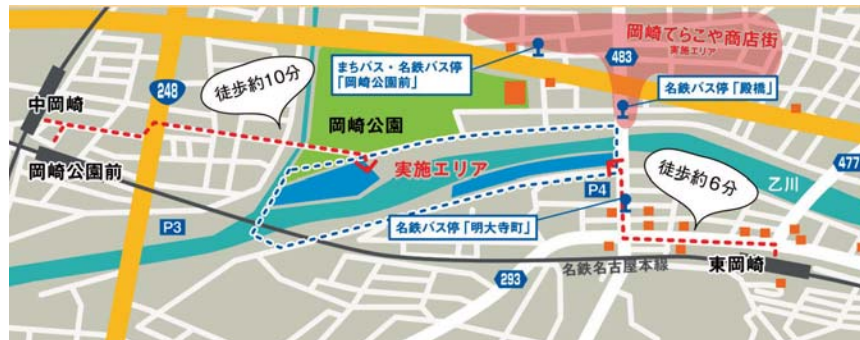 岡崎てらこや商店街
実施エリア
483
まちバス・名鉄バス停
「岡崎公園前」
名鉄バス停「殿橋」
248
徒歩約10分
中岡崎
岡崎公園
岡崎公園前
実施エリア
徒歩約6分
477
乙川
P4
P3
名鉄バス停「明大寺町」
東岡崎
名鉄名古屋本線
293